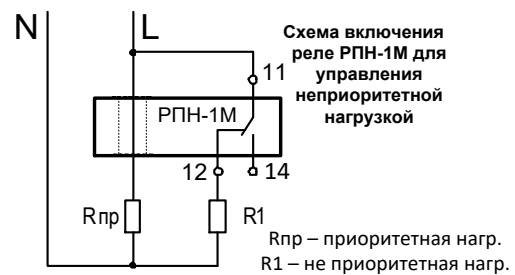 N
L
Схема включения
реле РПН-1М для
управления
неприоритетной
нагрузкой
11
РПН-1М
12
14
Rпр
R1
Rпр – приоритетная нагр.
R1 – не приоритетная нагр.